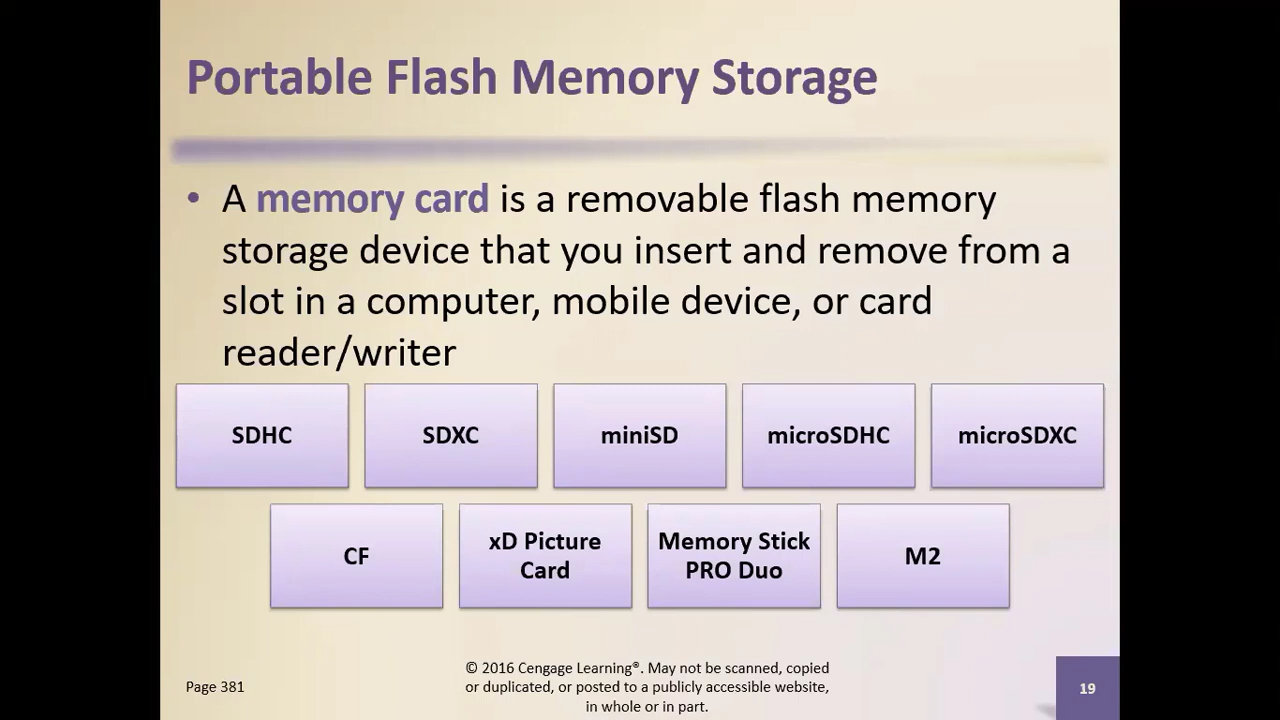 Portable Flash Memory Storage
• A memory card is a removable flash memory
storage device that you insert and remove from a
slot in a computer, mobile device, or card
reader/writer
SDHC
SDXC
miniSD
microSDHC
microSDXC
CF
xD Picture
Card
Memory Stick
PRO Duo
M2
Page 381
© 2016 Cengage Learning®. May not be scanned, copied
or duplicated, or posted to a publicly accessible website,
in whole or in part.
19